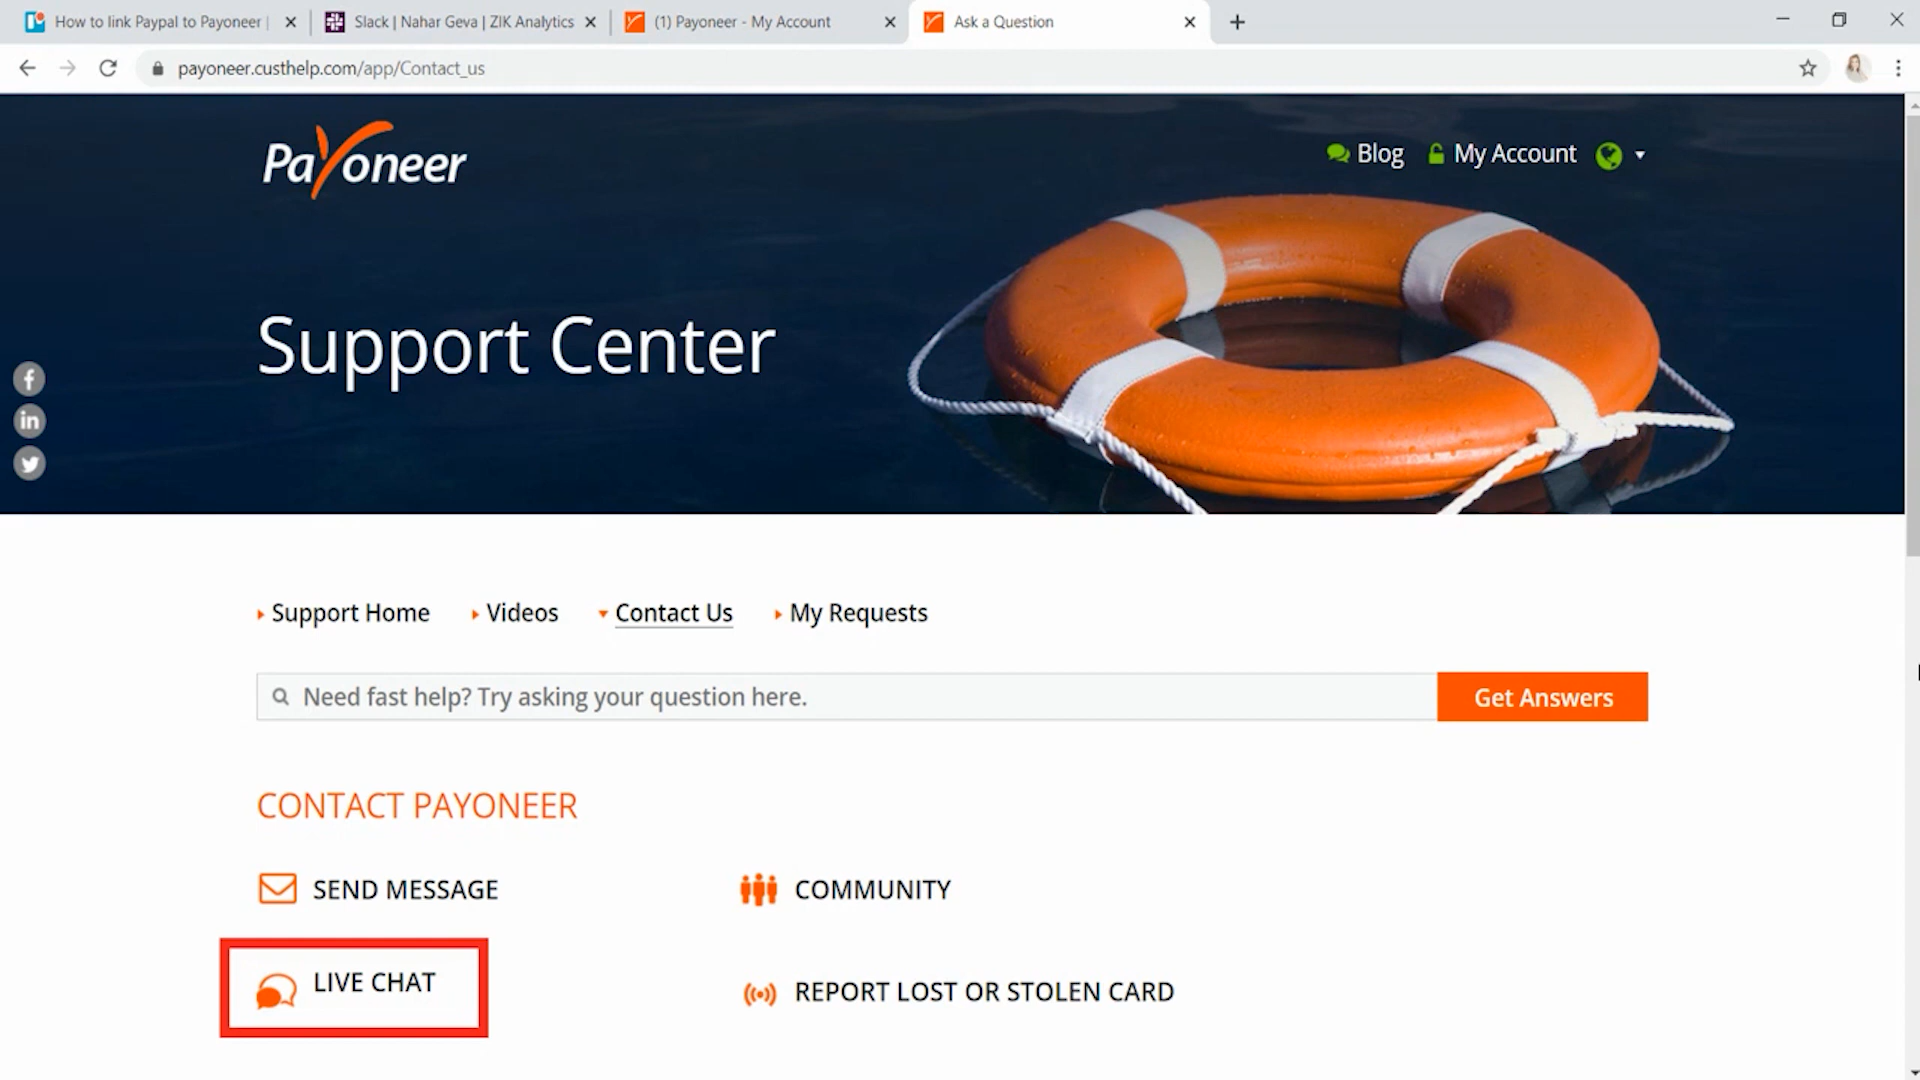 How to link Paypal to Payoneer |
Slack | Nahar Geva | ZIK Analytics
(1) Payoneer - My Account
Ask a Question
payoneer.custhelp.com/app/Contact_us
Payoneer
Blog
My Account
Support Center
Support Home
Videos
Contact Us
My Requests
Need fast help? Try asking your question here.
Get Answers
CONTACT PAYONEER
SEND MESSAGE
COMMUNITY
LIVE CHAT
REPORT LOST OR STOLEN CARD